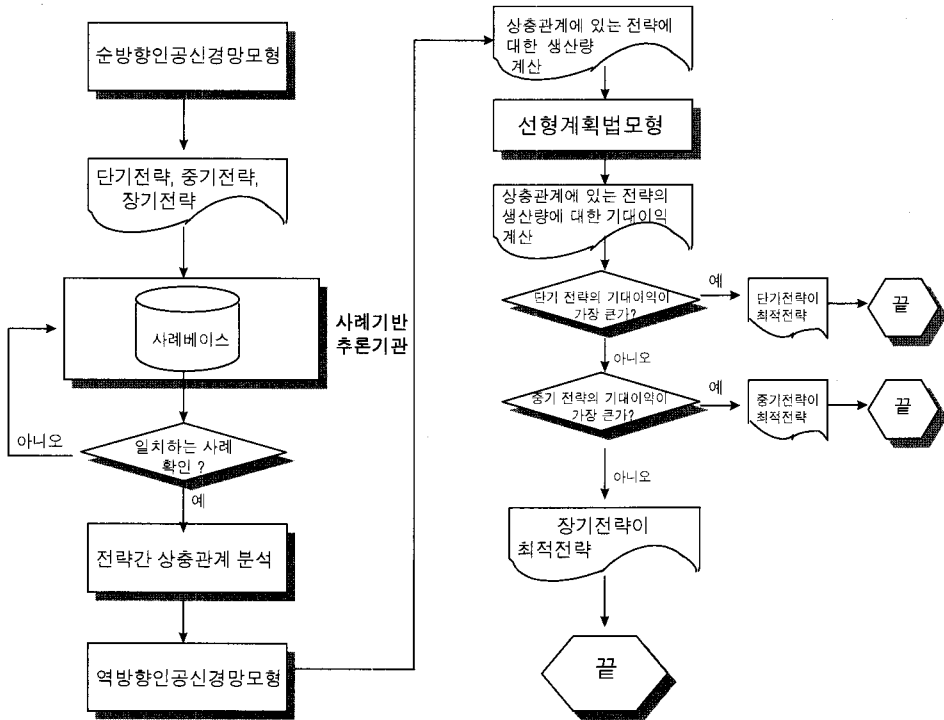 순방향인공신경망모형
단기전략, 중기전략,
장기전략
사례베이스
사례기반
추론기관
아니오
일치하는 사례
확인 ?
예
전략간 상충관계 분석
역방향인공신경망모형
상충관계에 있는 전략에
대한 생산량
계산
선형계획법모형
상충관계에 있는 전략의
생산량에 대한 기대이익
계산
단기 전략의 기대이익이
가장 큰가?
예
단기전략이
최적전략
끝
아니오
중기 전략의 기대이익이
가장 큰가?
예
중기전략이
최적전략
끝
아니오
장기전략이
최적전략
끝